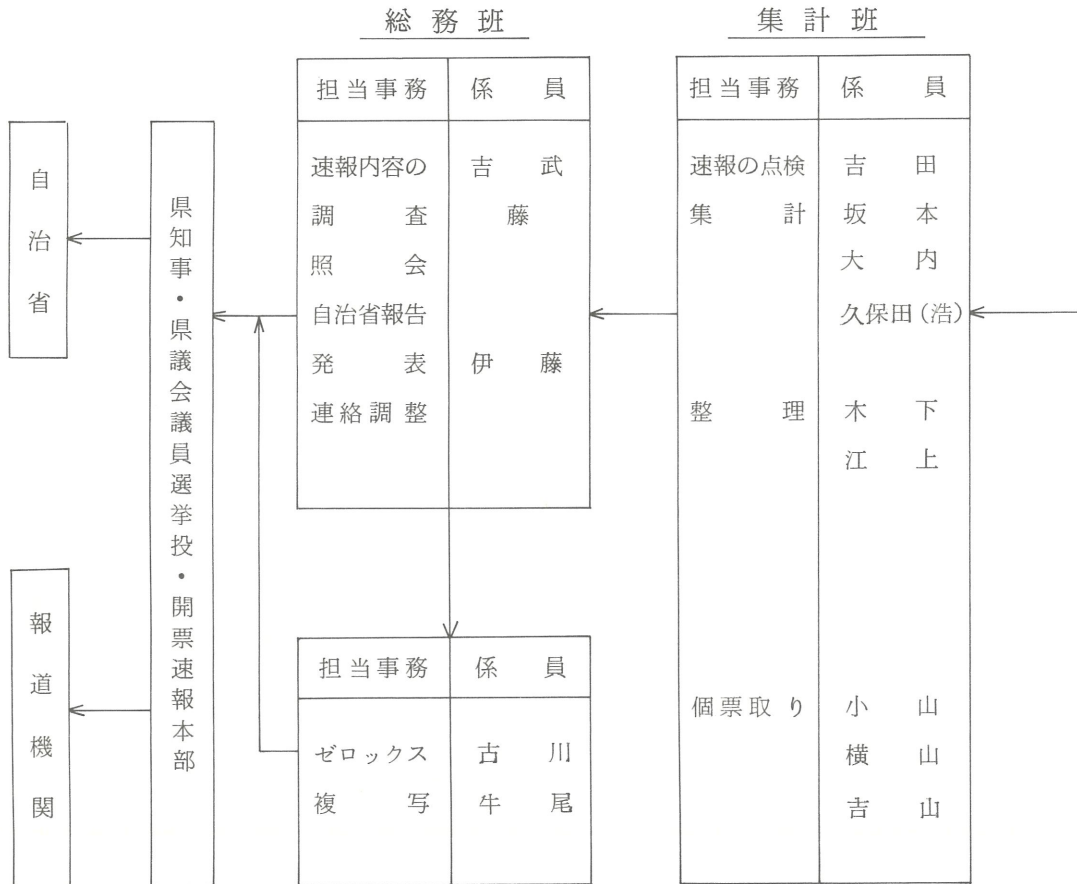 総務班
担当事務 係員
速報内容の 吉武
調査 藤
照会
自治省報告
発表 伊藤
連絡調整
担当事務 係員
ゼロックス 古川
複写 牛尾
集計班
担当事務 係員
速報の点検 吉田
集計 坂本
大内
久保田(浩)
整理 木下
江上
個票取り 小山
横山
吉山
県知事・県議会議員選挙投・開票速報本部
自治省
報道機関